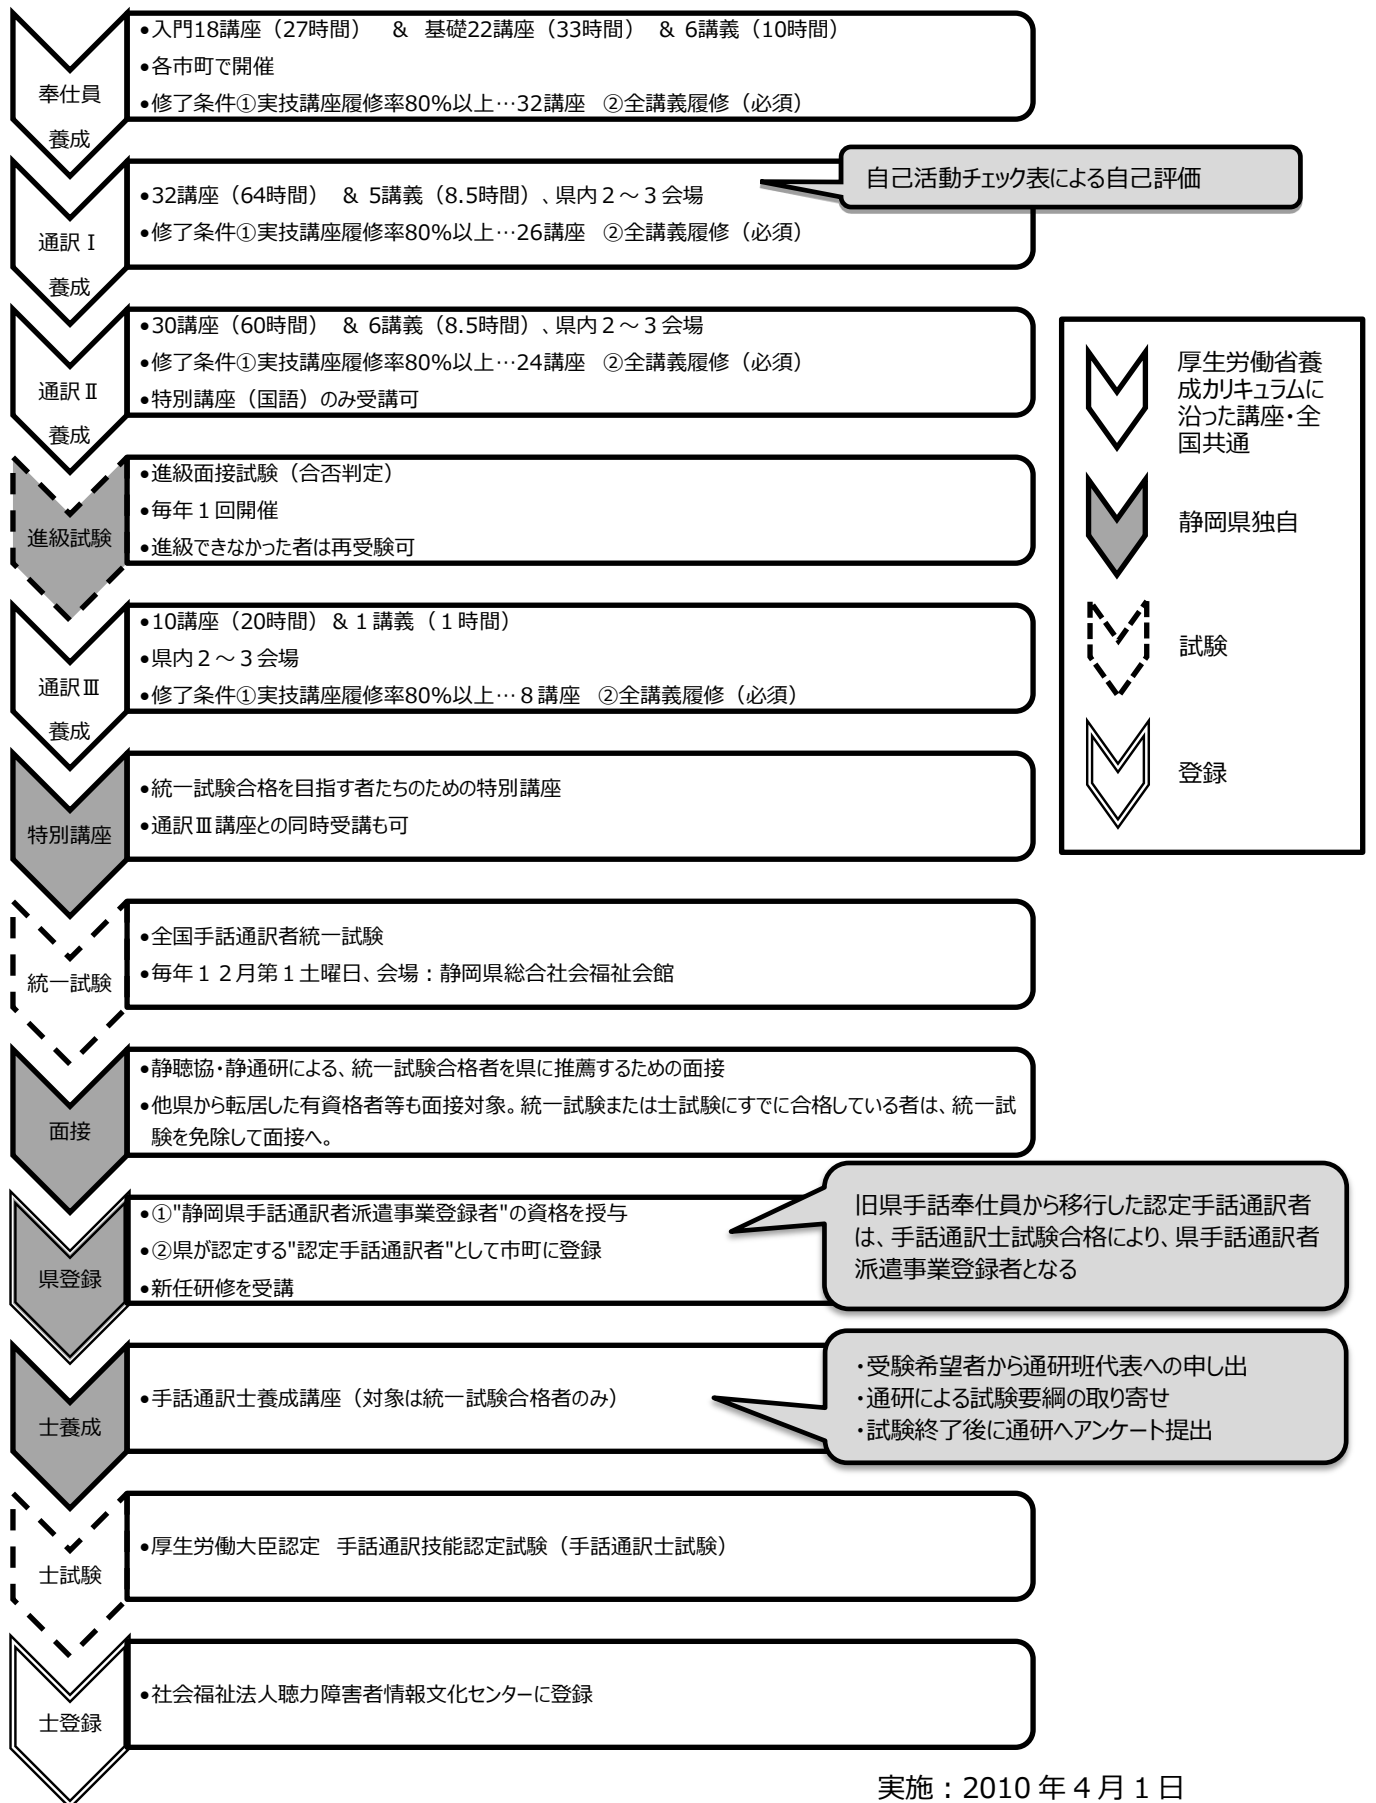 奉仕員
養成
•入門18講座（27時間）　&　基礎22講座（33時間）　& 6講義（10時間）
•各市町で開催
•修了条件①実技講座履修率80%以上…32講座　②全講義履修（必須）
通訳Ⅰ
養成
•32講座（64時間）　& 5講義（8.5時間）、県内２～３会場
•修了条件①実技講座履修率80%以上…26講座　②全講義履修（必須）
自己活動チェック表による自己評価
通訳Ⅱ
養成
•30講座（60時間）　& 6講義（8.5時間）、県内２～３会場
•修了条件①実技講座履修率80%以上…24講座　②全講義履修（必須）
•特別講座（国語）のみ受講可
進級試験
•進級面接試験（合否判定）
•毎年１回開催
•進級できなかった者は再受験可
通訳Ⅲ
養成
•10講座（20時間）＆１講義（１時間）
•県内２～３会場
•修了条件①実技講座履修率80%以上…８講座　②全講義履修（必須）
特別講座
•統一試験合格を目指す者たちのための特別講座
•通訳Ⅲ講座との同時受講も可
統一試験
•全国手話通訳者統一試験
•毎年１２月第１土曜日、会場：静岡県総合社会福祉会館
面接
•静聴協・静通研による、統一試験合格者を県に推薦するための面接
•他県から転居した有資格者等も面接対象。統一試験または士試験にすでに合格している者は、統一試
験を免除して面接へ。
県登録
•①"静岡県手話通訳者派遣事業登録者"の資格を授与
•②県が認定する"認定手話通訳者"として市町に登録
•新任研修を受講
旧県手話奉仕員から移行した認定手話通訳者
は、手話通訳士試験合格により、県手話通訳者
派遣事業登録者となる
士養成
•手話通訳士養成講座（対象は統一試験合格者のみ）
・受験希望者から通研班代表への申し出
・通研による試験要綱の取り寄せ
・試験終了後に通研へアンケート提出
士試験
•厚生労働大臣認定　手話通訳技能認定試験（手話通訳士試験）
士登録
•社会福祉法人聴力障害者情報文化センターに登録
厚生労働省養
成カリキュラムに
沿った講座・全
国共通
静岡県独自
試験
登録
実施：2010 年 4 月 1 日